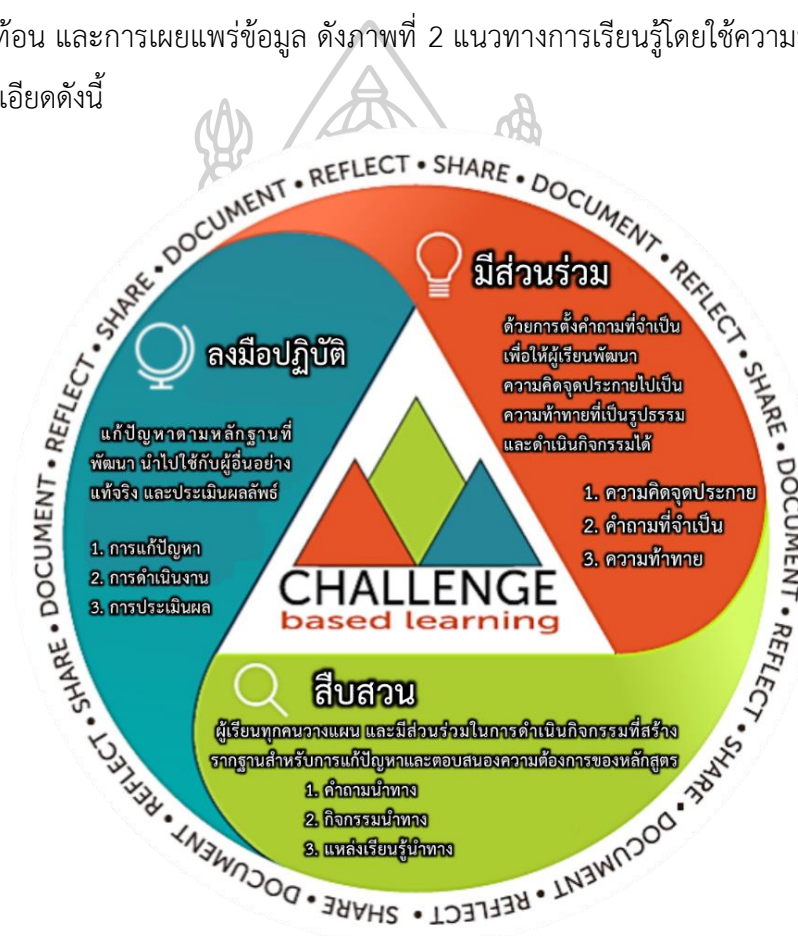 ท้อน และการเผยแพร่ข้อมูล ดังภาพที่ 2 แนวทางการเรียนรู้โดยใช้ความ
เอียดดังนี้
DOCUMENT • REFLECT • SHARE • DOCUMENT • REFLECT • SHARE • DOCUMENT • REFLECT • SHARE • DOCUMENT • REFLECT • SHARE • DOCUMENT • REFLECT • SHARE • DOCUMENT • REFLECT • SHARE •
มีส่วนร่วม
ด้วยการตั้งคำถามที่จำเป็น
เพื่อให้ผู้เรียนพัฒนา
ความคิดจุดประกายไปเป็น
ความท้าทายที่เป็นรูปธรรม
และดำเนินกิจกรรมได้
1. ความคิดจุดประกาย
2. คำถามที่จำเป็น
3. ความท้าทาย
ลงมือปฏิบัติ
แก้ปัญหาตามหลักฐานที่
พัฒนา นำไปใช้กับผู้อื่นอย่าง
แท้จริง และประเมินผลลัพธ์
1. การแก้ปัญหา
2. การดำเนินงาน
3. การประเมินผล
CHALLENGE
based learning
สืบสวน
ผู้เรียนทุกคนวางแผน และมีส่วนร่วมในการดำเนินกิจกรรมที่สร้าง
รากฐานสำหรับการแก้ปัญหาและตอบสนองความต้องการของหลักสูตร
1. คำถามนำทาง
2. กิจกรรมนำทาง
3. แหล่งเรียนรู้นำทาง